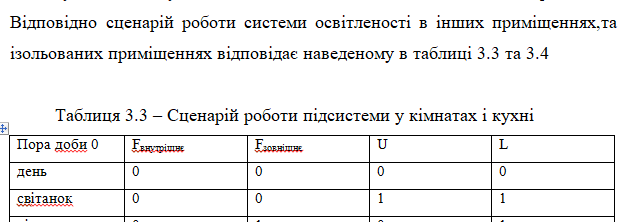 Відповідно сценарій роботи системи освітленості в інших приміщеннях,та
ізольованих приміщеннях відповідає наведеному в таблиці 3.3 та 3.4
Таблиця 3.3 – Сценарій роботи підсистеми у кімнатах і кухні
Пора доби 0 Fвнутрішнє Fзовнішнє U L
день 0 0 0 0
світанок 0 0 1 1